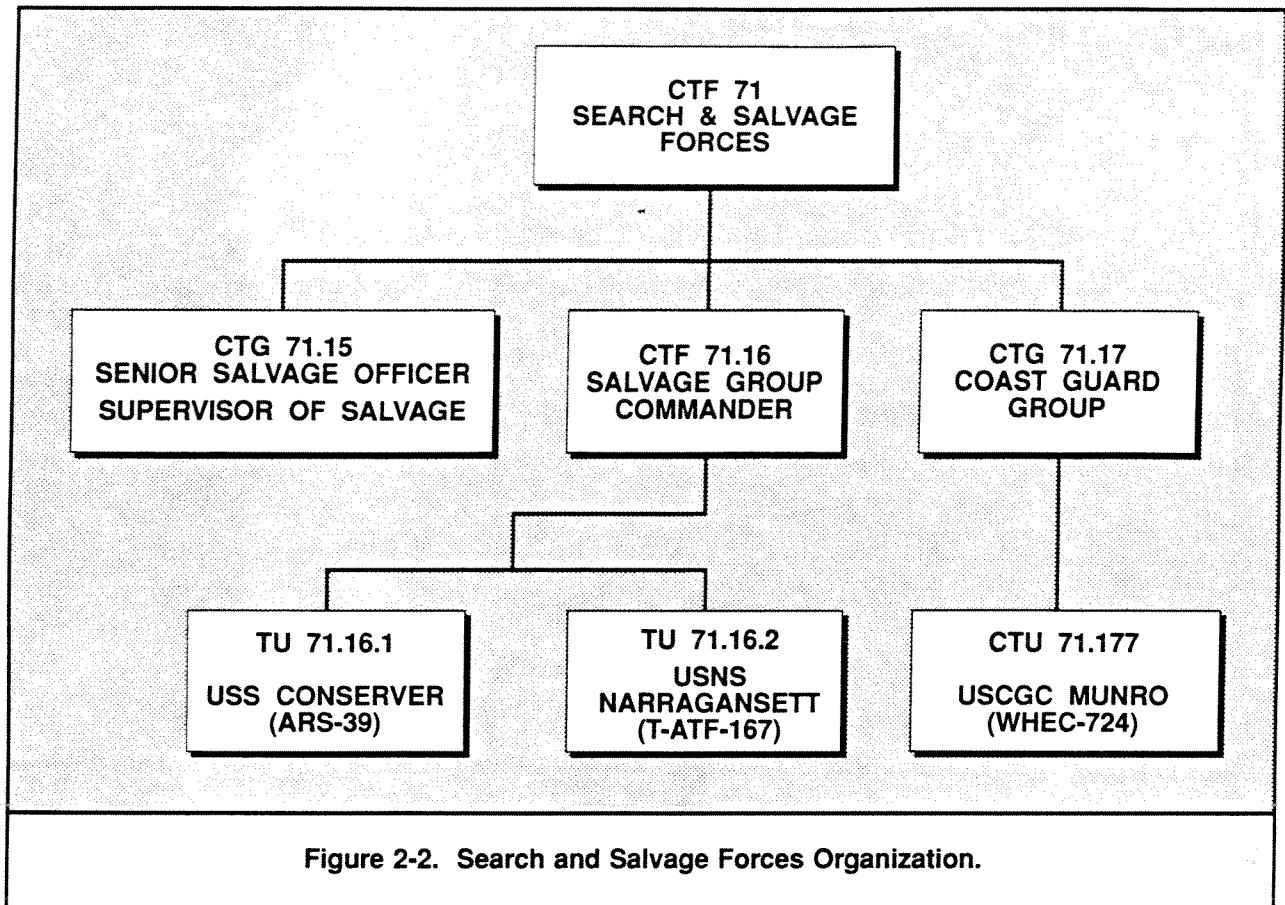 CTF 71
SEARCH & SALVAGE
FORCES
CTG 71.15
SENIOR SALVAGE OFFICER
SUPERVISOR OF SALVAGE
CTF 71.16
SALVAGE GROUP
COMMANDER
CTG 71.17
COAST GUARD
GROUP
TU 71.16.1
USS CONSERVER
(ARS-39)
TU 71.16.2
USNS
NARRAGANSETT
(T-ATF-167)
CTU 71.177
USCGC MUNRO
(WHEC-724)
Figure 2-2. Search and Salvage Forces Organization.